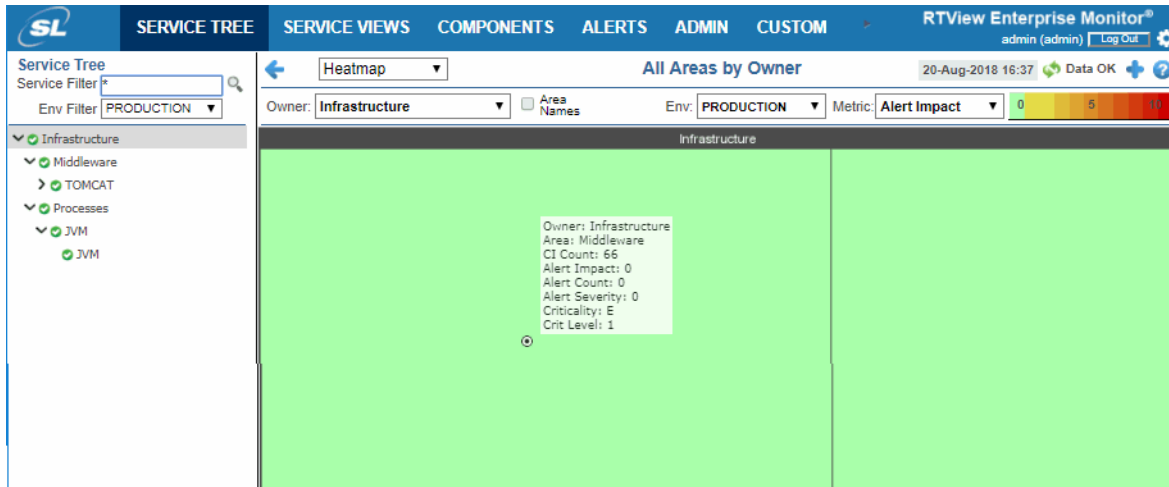 SL
SERVICE TREE SERVICE VIEWS COMPONENTS ALERTS ADMIN CUSTOM
RTView Enterprise Monitor®
admin (admin) Log Out
Service Tree
Service Filter *
Env Filter PRODUCTION
Infrastructure
Middleware
TOMCAT
Processes
JVM
JVM
Heatmap
All Areas by Owner
20-Aug-2018 16:37 Data OK
Owner: Infrastructure
Area Names
Env: PRODUCTION
Metric: Alert Impact
0 5 10
Infrastructure
Owner: Infrastructure
Area: Middleware
CI Count: 66
Alert Impact: 0
Alert Count: 0
Alert Severity: 0
Criticality: E
Crit Level: 1